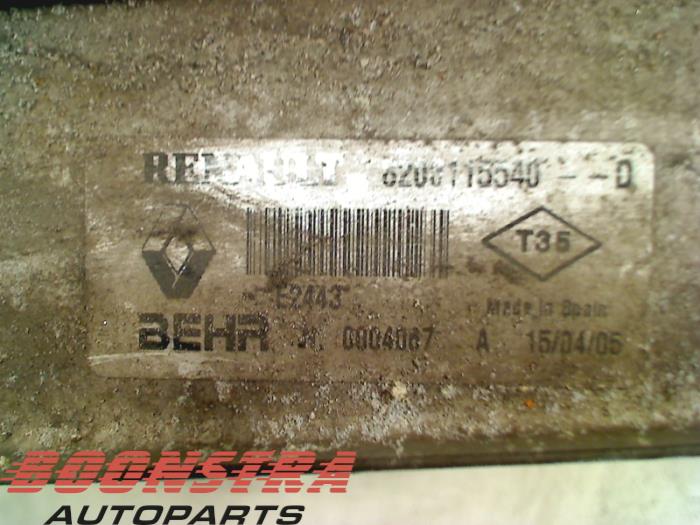 RENAULT 8200115540 -- D
T35
E2443
Made in Spain
BEHR N. 0004087 A 15/04/05
BOONSTRA
AUTOPARTS